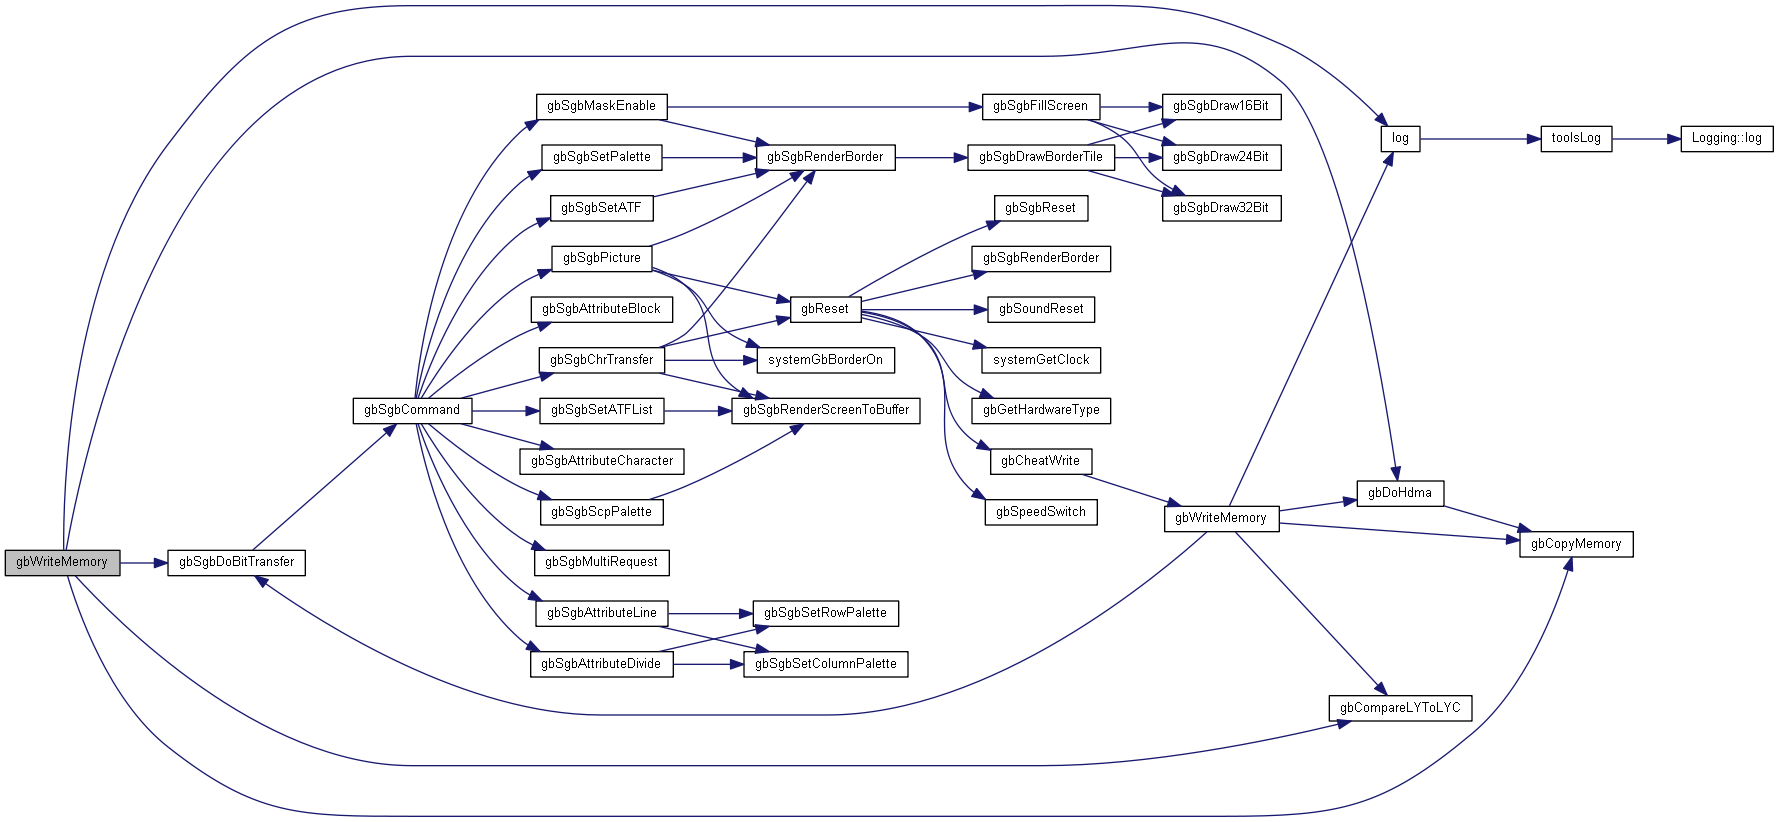 gbSgbMaskEnable
gbSgbFillScreen
gbSgbDraw16Bit
log
toolsLog
Logging::log
gbSgbSetPalette
gbSgbRenderBorder
gbSgbDrawBorderTile
gbSgbDraw24Bit
gbSgbSetATF
gbSgbReset
gbSgbDraw32Bit
gbSgbPicture
gbSgbRenderBorder
gbSgbAttributeBlock
gbReset
gbSoundReset
gbSgbChrTransfer
systemGbBorderOn
systemGetClock
gbSgbCommand
gbSgbSetATFList
gbSgbRenderScreenToBuffer
gbGetHardwareType
gbSgbAttributeCharacter
gbCheatWrite
gbDoHdma
gbSgbScpPalette
gbSpeedSwitch
gbWriteMemory
gbCopyMemory
gbWriteMemory
gbSgbDoBitTransfer
gbSgbMultiRequest
gbSgbAttributeLine
gbSgbSetRowPalette
gbSgbAttributeDivide
gbSgbSetColumnPalette
gbCompareLYToLYC